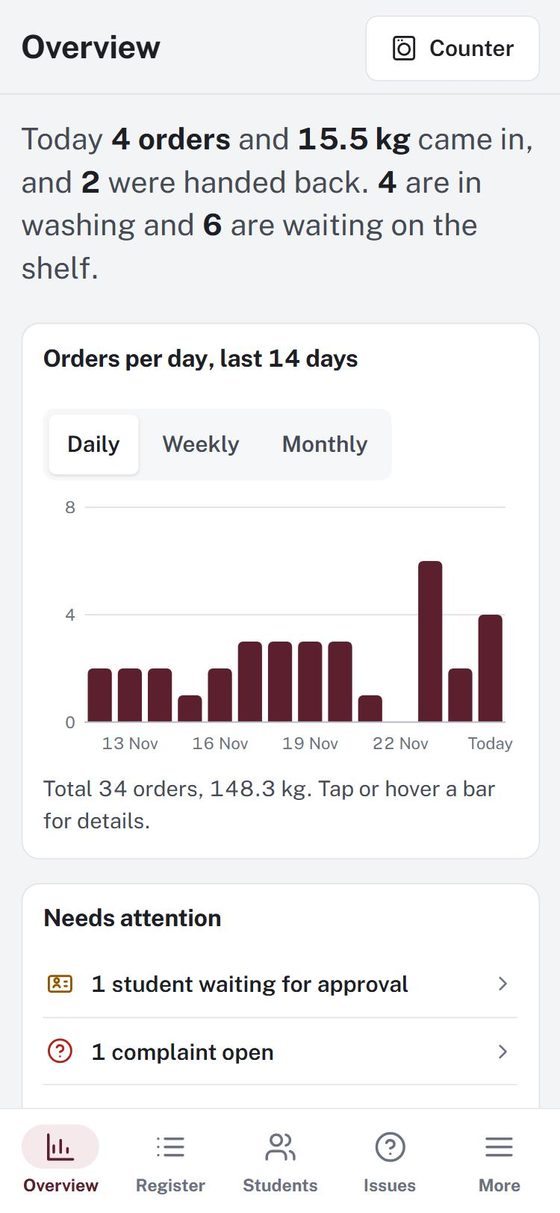 Overview
Counter
Today 4 orders and 15.5 kg came in,
and 2 were handed back. 4 are in
washing and 6 are waiting on the
shelf.
Orders per day, last 14 days
Daily Weekly Monthly
8
4
0
13 Nov 16 Nov 19 Nov 22 Nov Today
Total 34 orders, 148.3 kg. Tap or hover a bar
for details.
Needs attention
1 student waiting for approval
1 complaint open
Overview Register Students Issues More